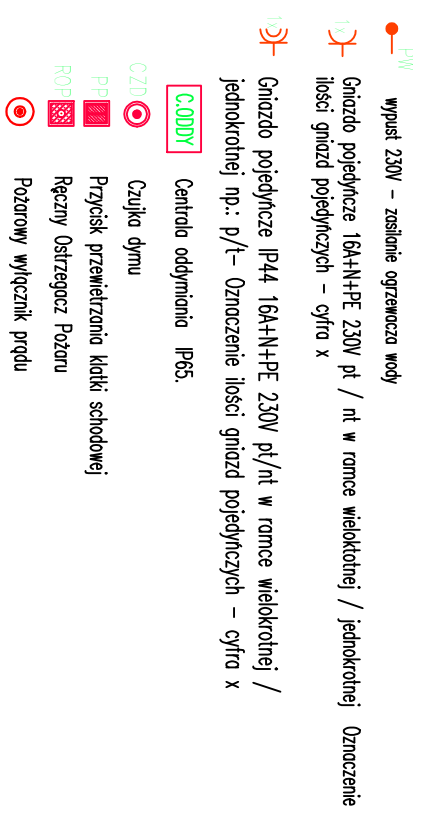 PW
wypust 230V – zasilanie ogrzewacza wody
1x
Gniazdo pojedyńcze 16A+N+PE 230V pt / nt w ramce wieloktotnej / jednokrotnej Oznaczenie
ilości gniazd pojedyńczych – cyfra x
1x
Gniazdo pojedyńcze IP44 16A+N+PE 230V pt/nt w ramce wielokrotnej /
jednokrotnej np.: p/t– Oznaczenie ilości gniazd pojedyńczych – cyfra x
C.ODDY Centrala oddymiania IP65.
CZD Czujka dymu
PP Przycisk przewietrzania klatki schodowej
ROP Ręczny Ostrzegacz Pożaru
Pożarowy wyłącznik prądu